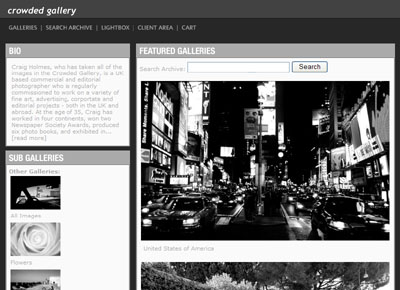 crowded gallery
GALLERIES | SEARCH ARCHIVE | LIGHTBOX | CLIENT AREA | CART
BIO
Craig Holmes, who has taken all of the
images in the Crowded Gallery, is a UK
based commercial and editorial
photographer who is regularly
commissioned to work on a variety of
fine art, advertising, corportate and
editorial projects - both in the UK and
abroad. At the age of 35, Craig has
worked in four continents, won two
Newspaper Society Awards, produced
six photo books, and exhibited in...
[read more]
SUB GALLERIES
Other Galleries:
All Images
Flowers
FEATURED GALLERIES
Search Archive:
Search
United States of America